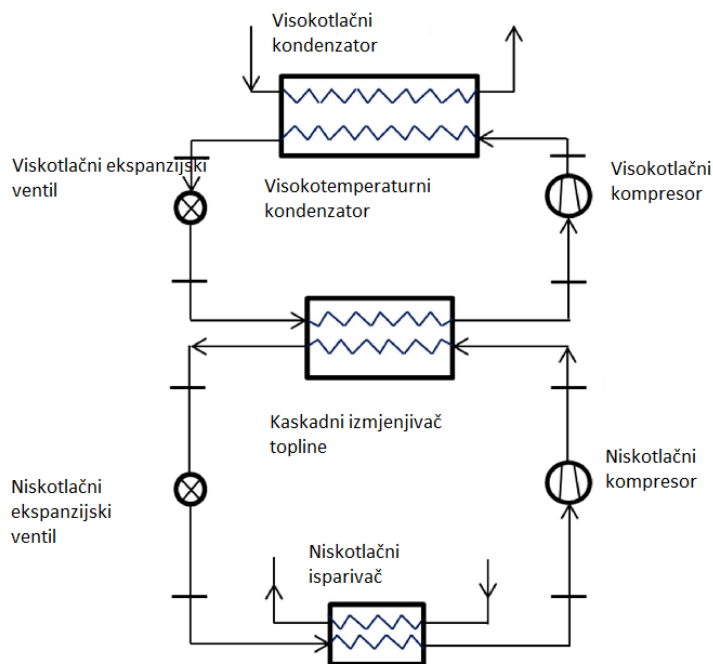 Visokotlačni
kondenzator
Viskotlačni ekspanzijski
ventil
Visokotemperaturni
kondenzator
Visokotlačni
kompresor
Kaskadni izmjenjivač
topline
Niskotlačni
ekspanzijski
ventil
Niskotlačni
kompresor
Niskotlačni
isparivač